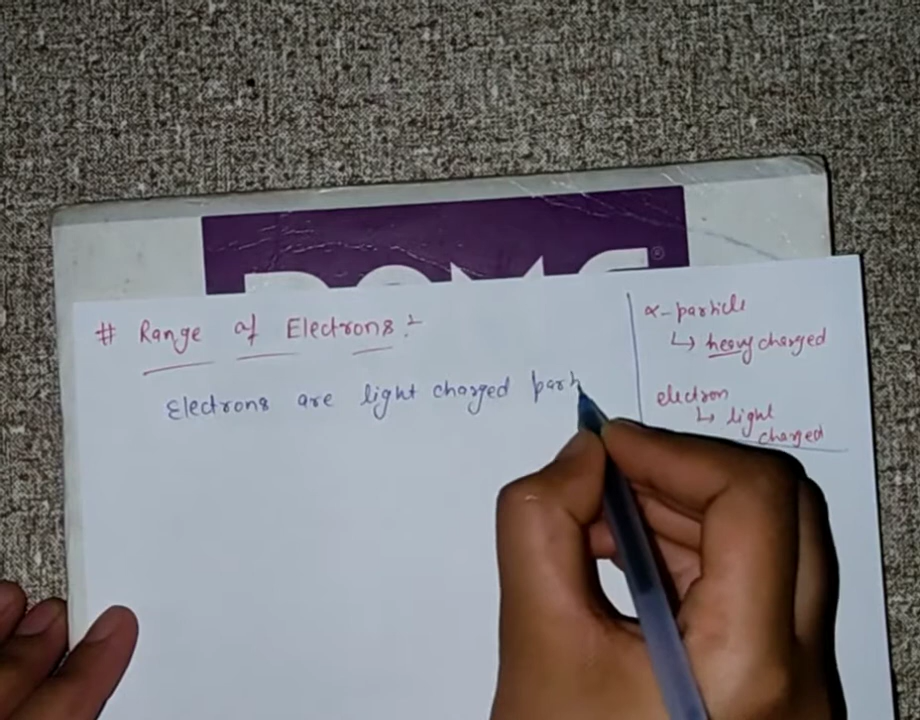 # Range of Electrons :-
Electrons are light charged part
α-particle
↳ heavy charged
electron
↳ light
charged